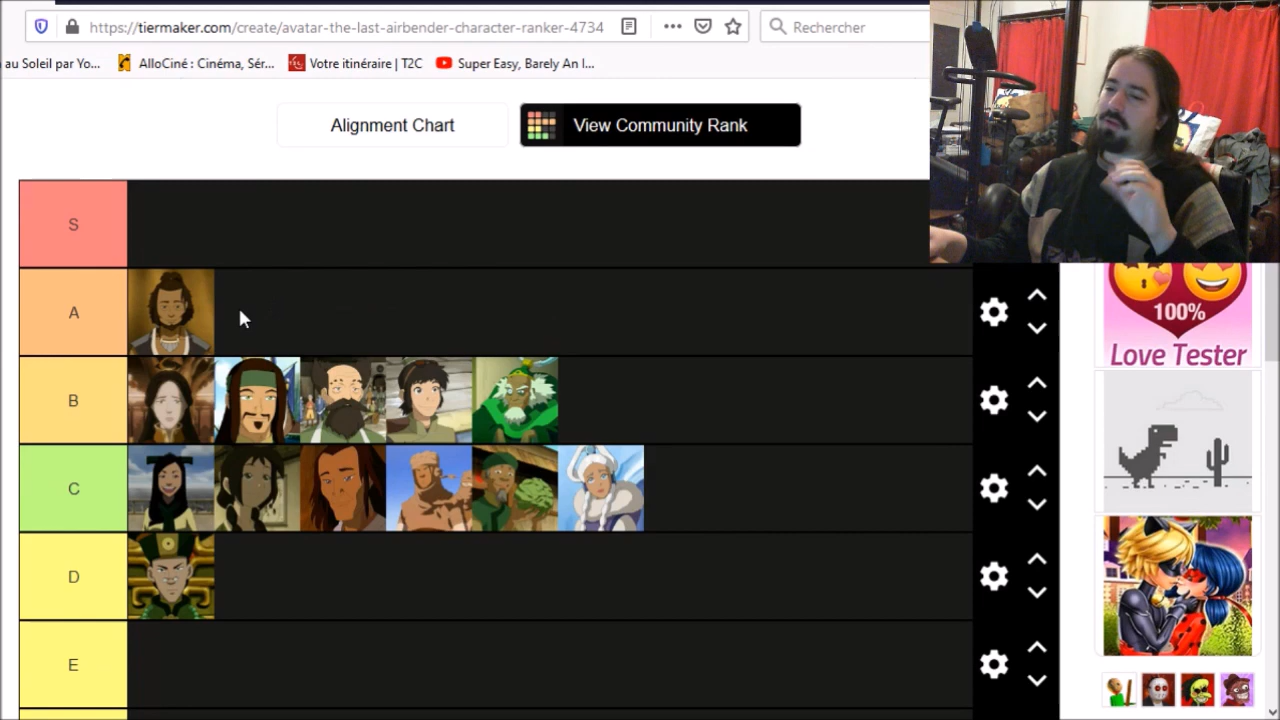 https://tiermaker.com/create/avatar-the-last-airbender-character-ranker-4734
Rechercher
au Soleil par Yo...
AlloCiné : Cinéma, Sér...
Votre itinéraire | T2C
Super Easy, Barely An I...
Alignment Chart
View Community Rank
S
A
100%
Love Tester
B
C
D
E